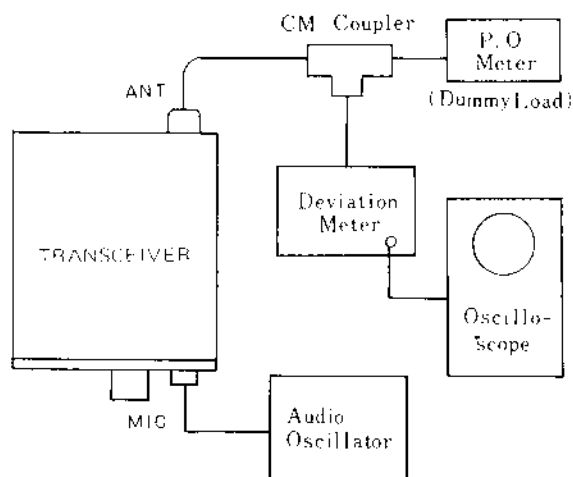 CM Coupler
P.O
Meter
(Dummy Load)
ANT
Deviation
Meter
TRANSCEIVER
Oscillo-
scope
MIC
Audio
Oscillator